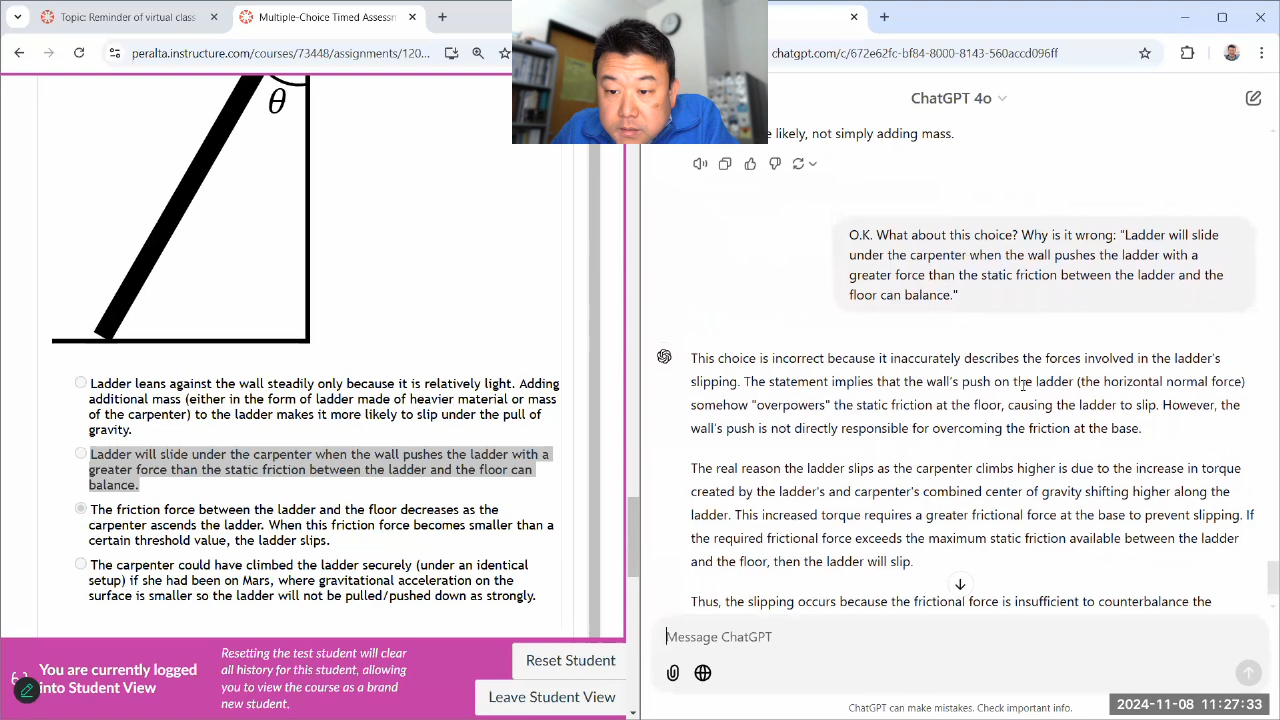 Topic: Reminder of virtual class
Multiple-Choice Timed Assessm
peralta.instructure.com/courses/73448/assignments/120...
chatgpt.com/c/672e62fc-bf84-8000-8143-560accd05eff
θ
Ladder leans against the wall steadily only because it is relatively light. Adding
additional mass (either in the form of ladder made of heavier material or mass
of the carpenter) to the ladder makes it more likely to slip under the pull of
gravity.
Ladder will slide under the carpenter when the wall pushes the ladder with a
greater force than the static friction between the ladder and the floor can
balance.
The friction force between the ladder and the floor decreases as the
carpenter ascends the ladder. When this friction force becomes smaller than a
certain threshold value, the ladder slips.
The carpenter could have climbed the ladder securely (under an identical
setup) if she had been on Mars, where gravitational acceleration on the
surface is smaller so the ladder will not be pulled/pushed down as strongly.
You are currently logged
into Student View
Resetting the test student will clear
all history for this student, allowing
you to view the course as a brand
new student.
Reset Student
Leave Student View
ChatGPT 4o
likely, not simply adding mass.
O.K. What about this choice? Why is it wrong: "Ladder will slide
under the carpenter when the wall pushes the ladder with a
greater force than the static friction between the ladder and the
floor can balance."
This choice is incorrect because it inaccurately describes the forces involved in the ladder's
slipping. The statement implies that the wall's push on the ladder (the horizontal normal force)
somehow "overpowers" the static friction at the floor, causing the ladder to slip. However, the
wall's push is not directly responsible for overcoming the friction at the base.
The real reason the ladder slips as the carpenter climbs higher is due to the increase in torque
created by the ladder's and carpenter's combined center of gravity shifting higher along the
ladder. This increased torque requires a greater frictional force at the base to prevent slipping. If
the required frictional force exceeds the maximum static friction available between the ladder
and the floor, then the ladder will slip.
Thus, the slipping occurs because the frictional force is insufficient to counterbalance the
Message ChatGPT
ChatGPT can make mistakes. Check important info.
2024-11-08 11:27:33